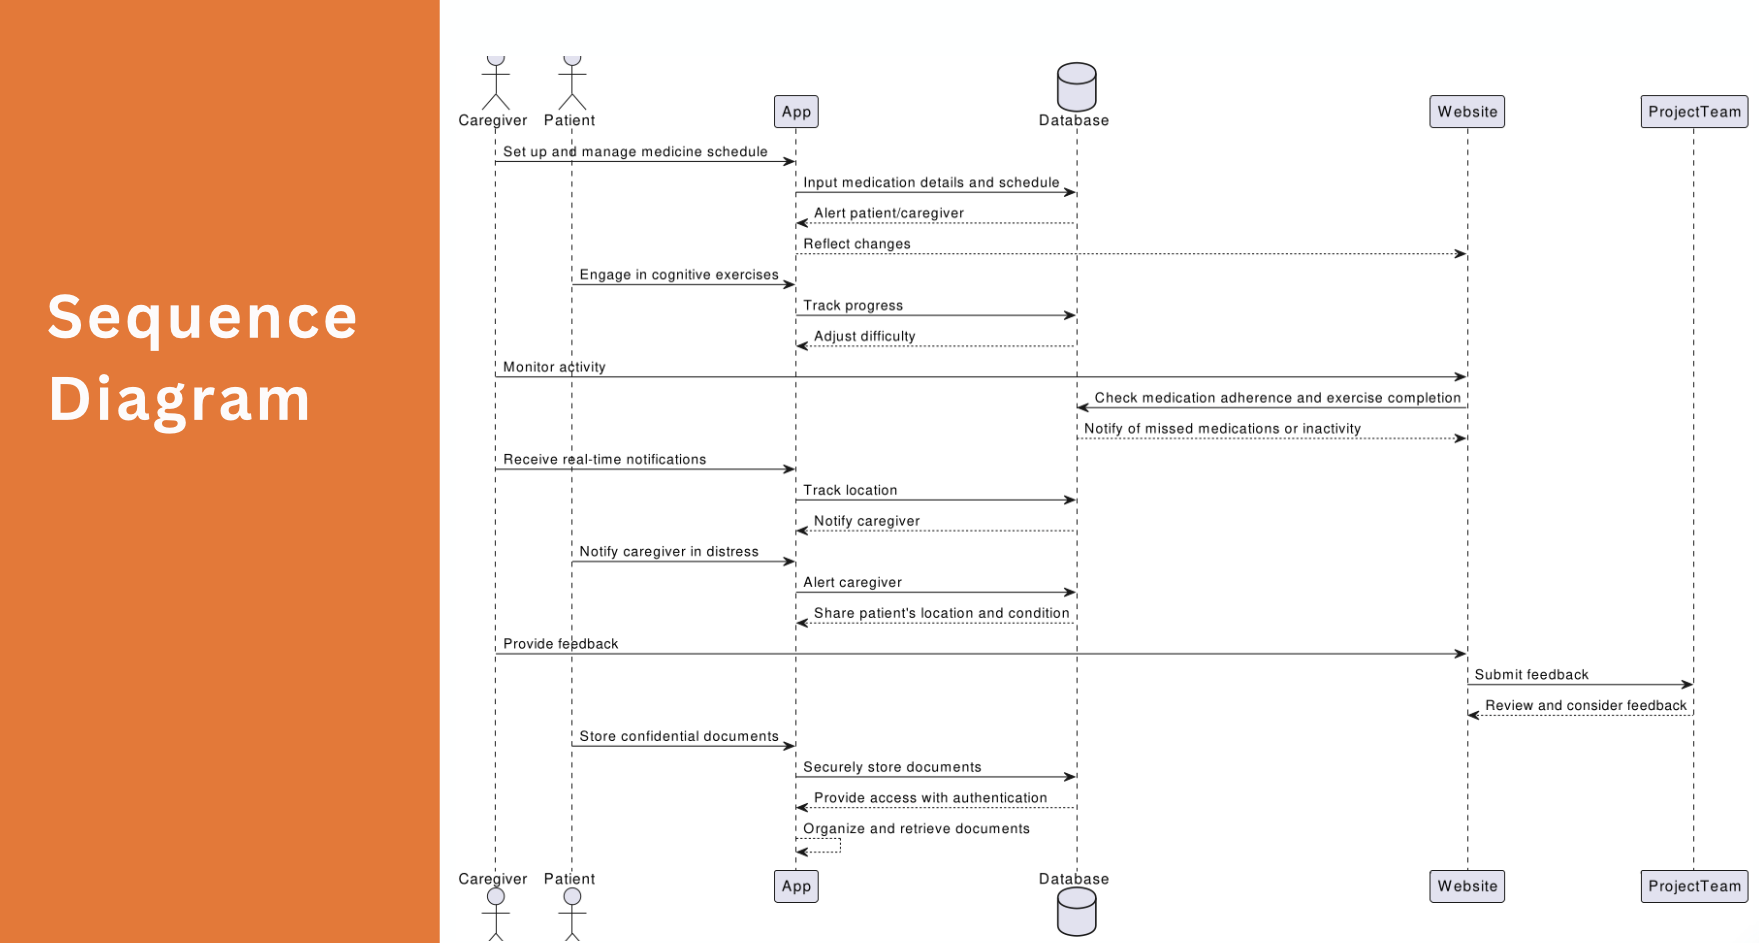 Sequence
Diagram
Caregiver Patient App Database Website ProjectTeam
Set up and manage medicine schedule
Input medication details and schedule
Alert patient/caregiver
Reflect changes
Engage in cognitive exercises
Track progress
Adjust difficulty
Monitor activity
Check medication adherence and exercise completion
Notify of missed medications or inactivity
Receive real-time notifications
Track location
Notify caregiver
Notify caregiver in distress
Alert caregiver
Share patient's location and condition
Provide feedback
Submit feedback
Review and consider feedback
Store confidential documents
Securely store documents
Provide access with authentication
Organize and retrieve documents
Caregiver Patient App Database Website ProjectTeam